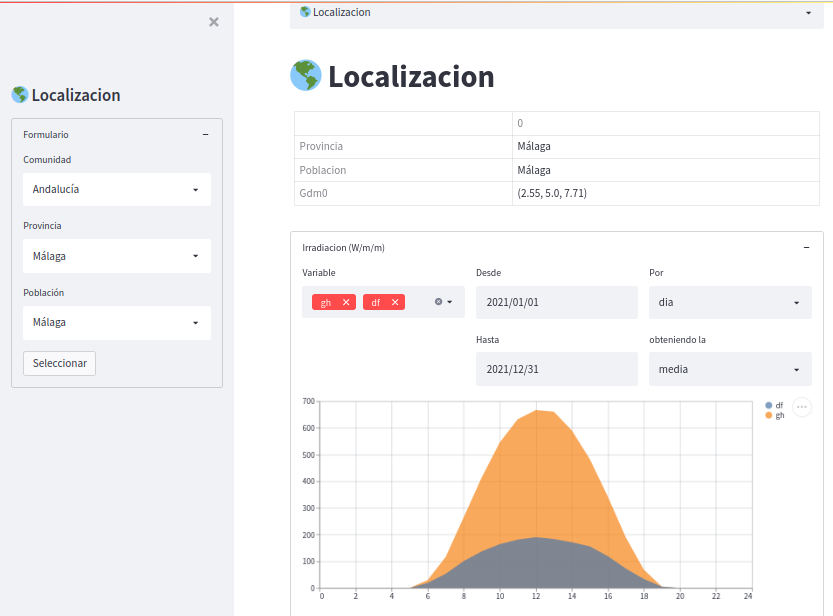 Localizacion
Localizacion
Localizacion
Formulario
Comunidad
Andalucía
Provincia
Málaga
Población
Málaga
Seleccionar
0
Provincia Málaga
Poblacion Málaga
Gdm0 (2.55, 5.0, 7.71)
Irradiacion (W/m/m)
Variable Desde Por
gh df 2021/01/01 dia
Hasta obteniendo la
2021/12/31 media
df
gh
700
600
500
400
300
200
100
0
0 2 4 6 8 10 12 14 16 18 20 22 24